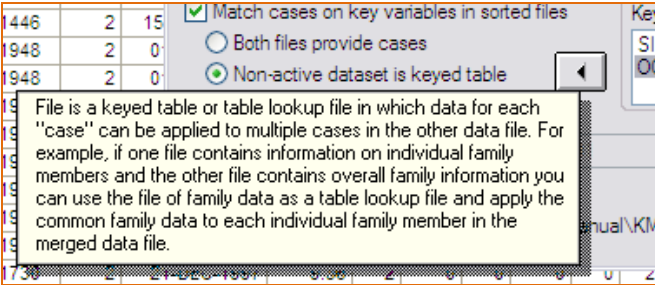 1446 2 15 Match cases on key variables in sorted files Key
1948 2 0 Both files provide cases SI
1948 2 0 Non-active dataset is keyed table
File is a keyed table or table lookup file in which data for each
"case" can be applied to multiple cases in the other data file. For
example, if one file contains information on individual family
members and the other file contains overall family information you
can use the file of family data as a table lookup file and apply the
common family data to each individual family member in the
merged data file.
nual\KM